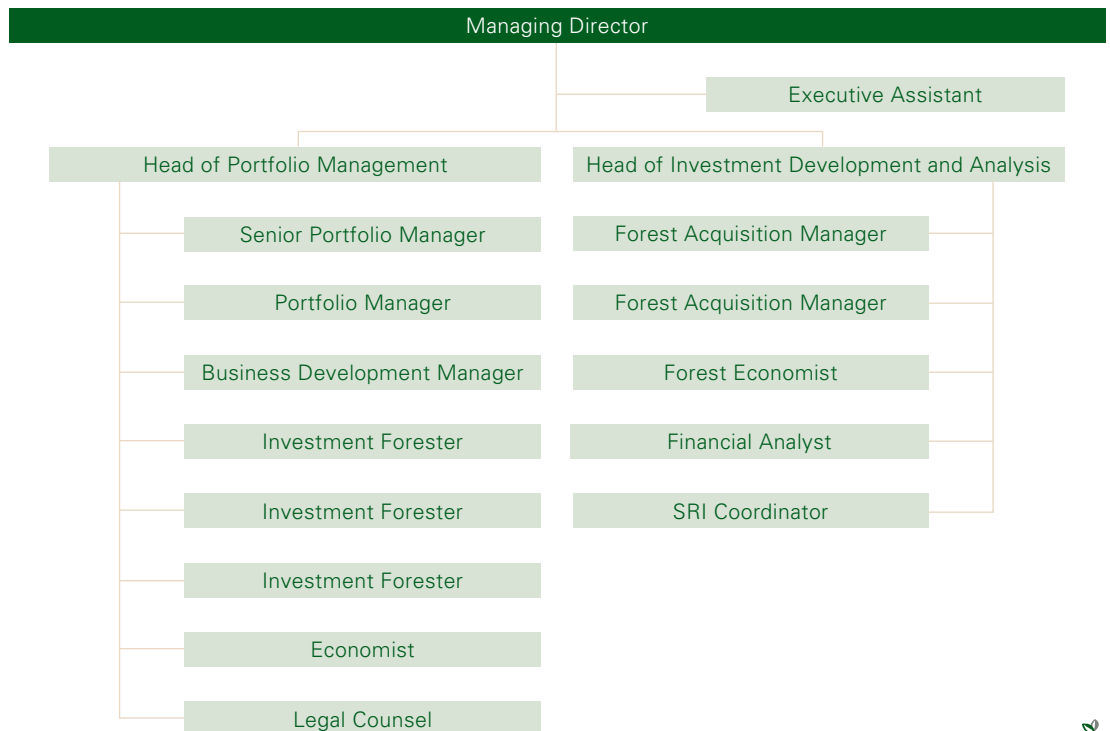 Managing Director
Executive Assistant
Head of Portfolio Management
Head of Investment Development and Analysis
Senior Portfolio Manager
Forest Acquisition Manager
Portfolio Manager
Forest Acquisition Manager
Business Development Manager
Forest Economist
Investment Forester
Financial Analyst
Investment Forester
SRI Coordinator
Investment Forester
Economist
Legal Counsel